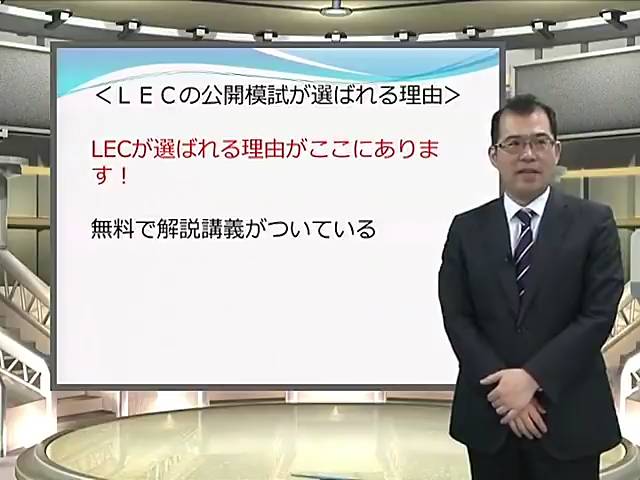 ＜ＬＥＣの公開模試が選ばれる理由＞
LECが選ばれる理由がここにありま
す！
無料で解説講義がついている